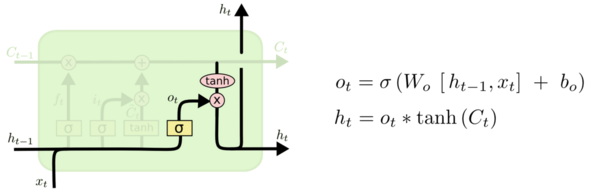 h_t
C_{t-1}
C_t
tanh
f_t
i_t
C̃_t
o_t
σ
σ
tanh
σ
h_{t-1}
h_t
x_t
o_t = σ (W_o [ h_{t-1}, x_t ] + b_o)
h_t = o_t * tanh (C_t)